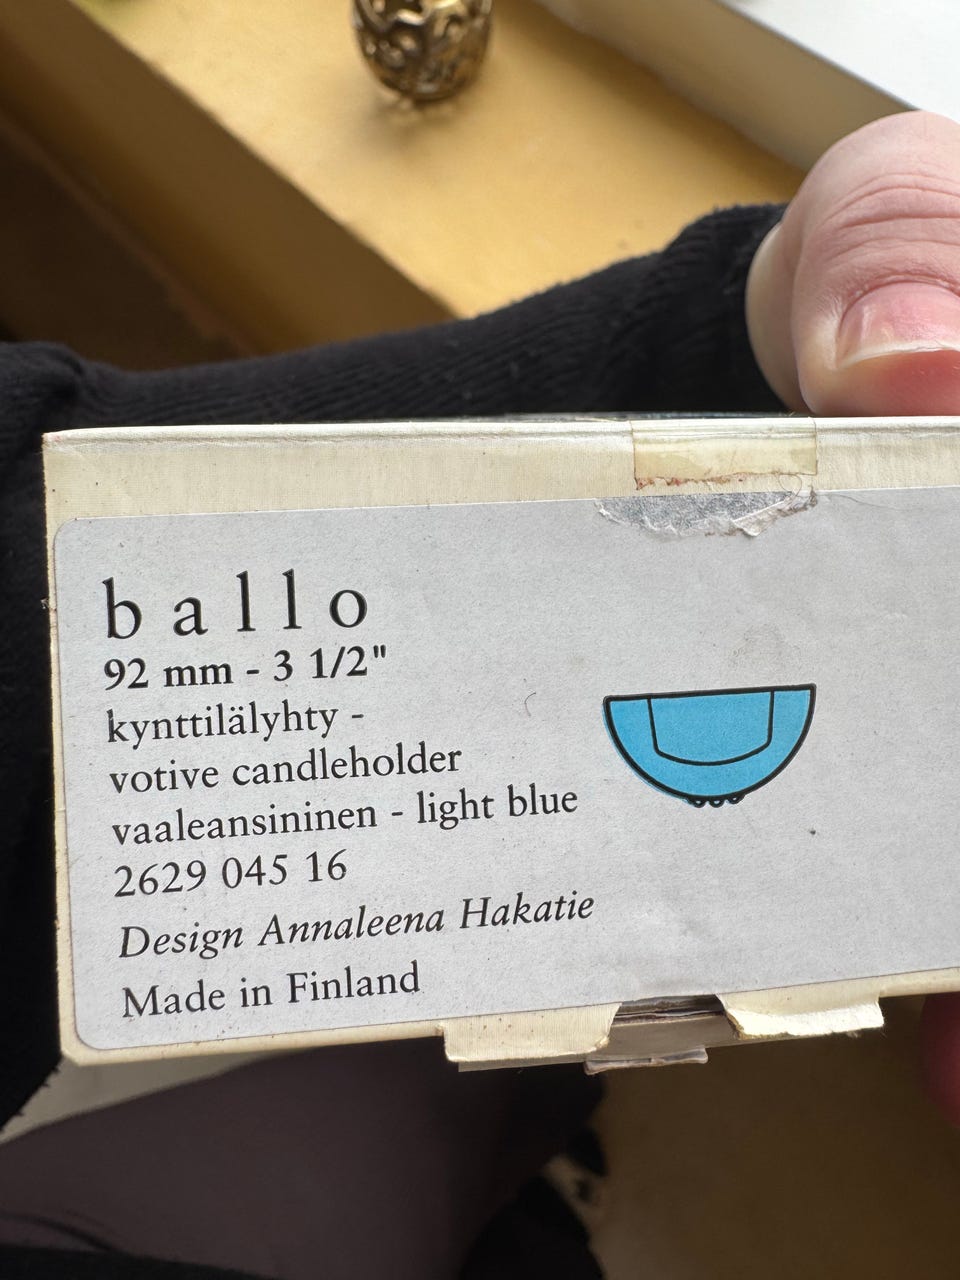 ballo
92 mm - 3 1/2"
kynttilälyhty -
votive candleholder
vaaleansininen - light blue
2629 045 16
Design Annaleena Hakatie
Made in Finland